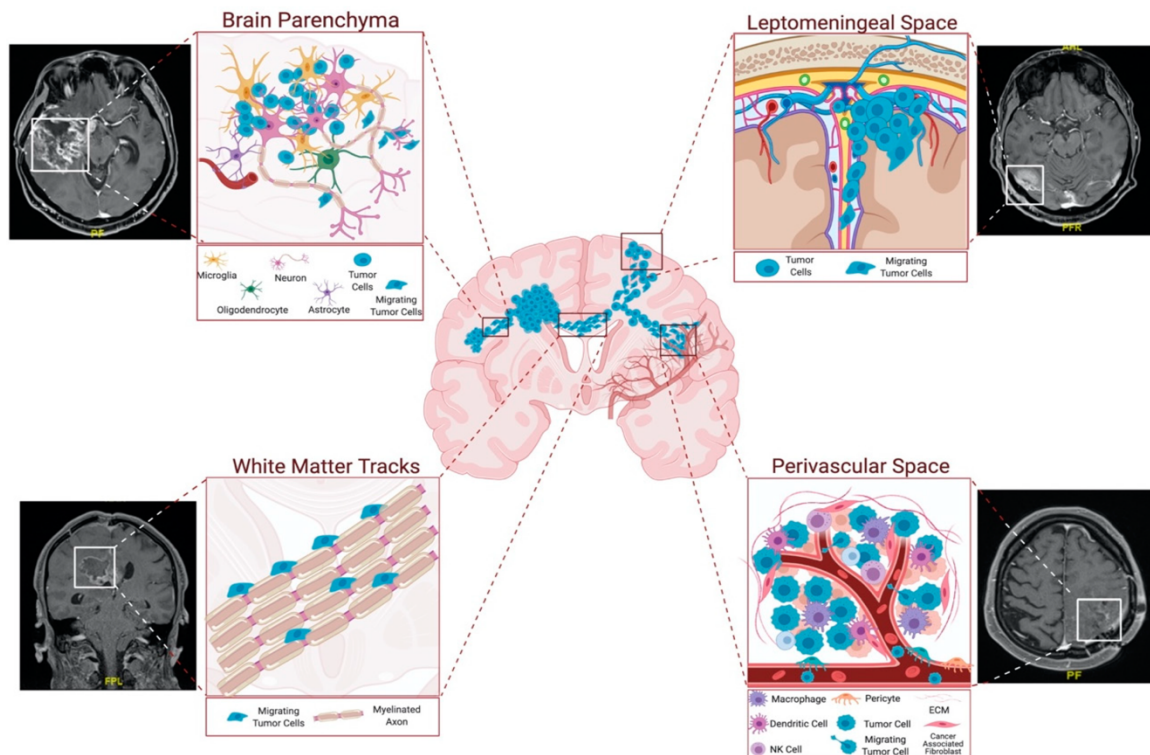 Brain Parenchyma
Leptomeningeal Space
PF
AHL
PFR
Microglia
Neuron
Tumor
Cells
Oligodendrocyte
Astrocyte
Migrating
Tumor Cells
Tumor
Cells
Migrating
Tumor Cells
White Matter Tracks
Perivascular Space
FPL
PF
Migrating
Tumor Cells
Myelinated
Axon
Macrophage
Pericyte
ECM
Dendritic Cell
Tumor Cell
Cancer
Associated
Fibroblast
NK Cell
Migrating
Tumor Cell